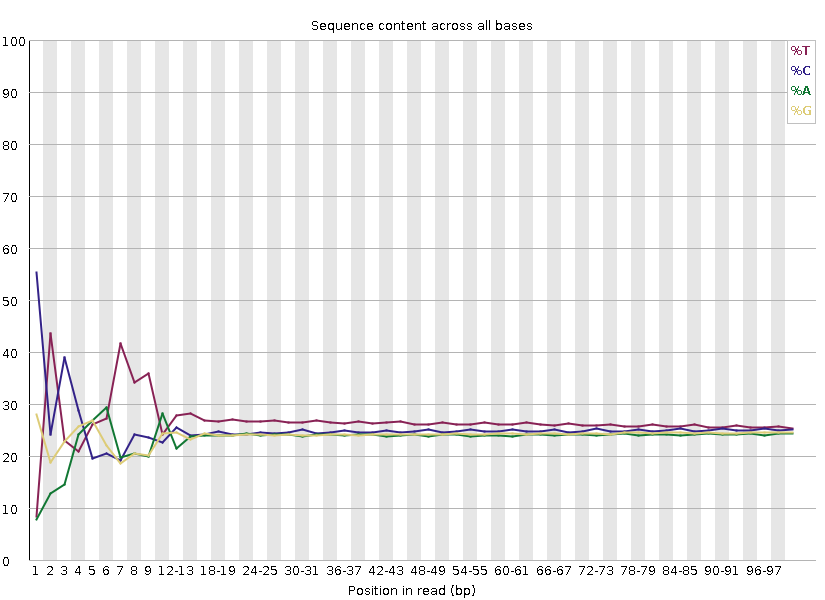 Sequence content across all bases
100
90
80
70
60
50
40
30
20
10
0
%T
%C
%A
%G
1 2 3 4 5 6 7 8 9 12-13 18-19 24-25 30-31 36-37 42-43 48-49 54-55 60-61 66-67 72-73 78-79 84-85 90-91 96-97
Position in read (bp)